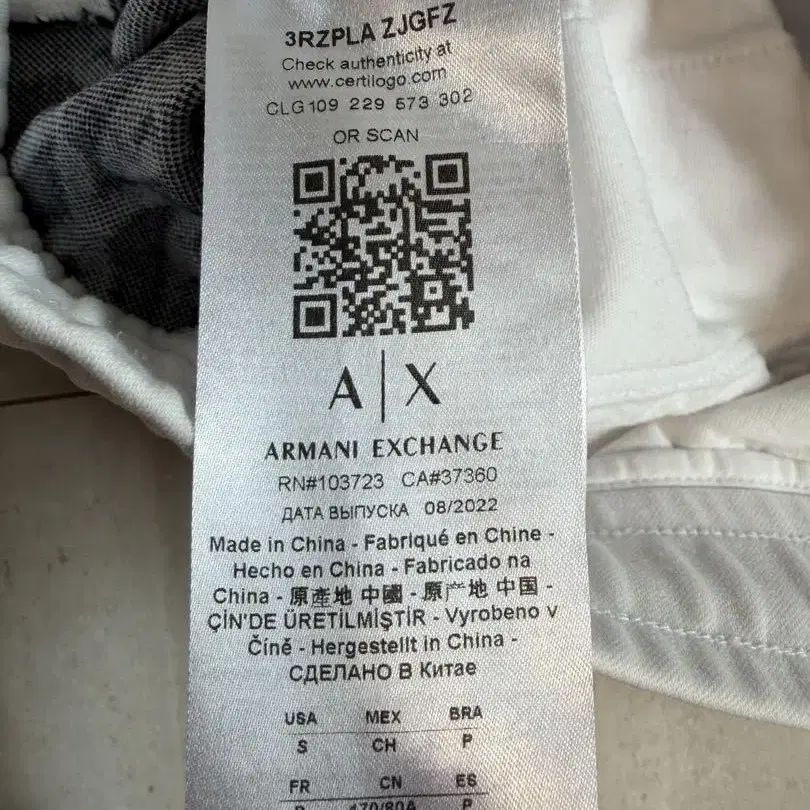 3RZPLA ZJGFZ
Check authenticity at
www.certilogo.com
CLG 109 229 573 302
OR SCAN
A|X
ARMANI EXCHANGE
RN#103723 CA#37360
ДАТА ВЫПУСКА 08/2022
Made in China - Fabriqué en Chine -
Hecho en China - Fabricado na
China - 原產地 中國 - 原产地 中国 -
ÇİN'DE ÜRETİLMİŞTİR - Vyrobeno v
Číně - Hergestellt in China -
СДЕЛАНО В Китае
USA MEX BRA
S CH P
FR CN ES
P 170/80A P